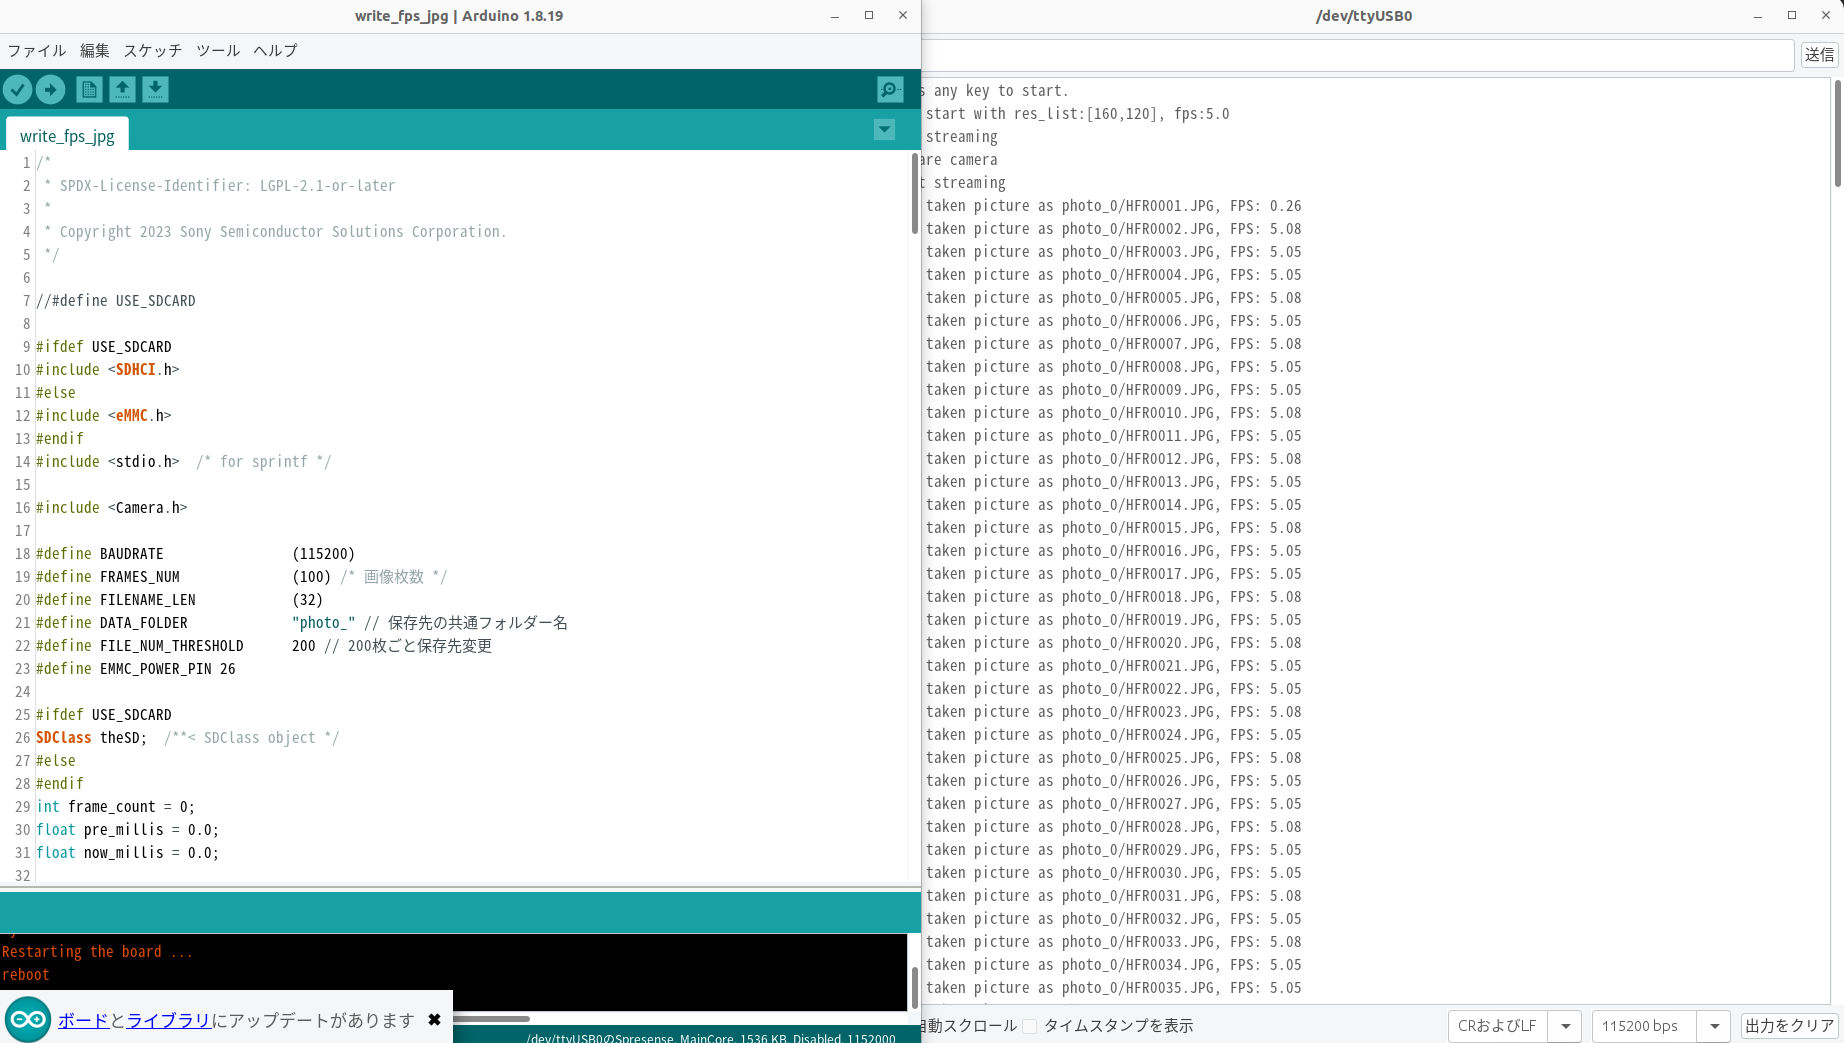 write_fps_jpg | Arduino 1.8.19
ファイル 編集 スケッチ ツール ヘルプ
write_fps_jpg
1 /*
2  * SPDX-License-Identifier: LGPL-2.1-or-later
3  *
4  * Copyright 2023 Sony Semiconductor Solutions Corporation.
5  */
6
7 //#define USE_SDCARD
8
9 #ifdef USE_SDCARD
10 #include <SDHCI.h>
11 #else
12 #include <eMMC.h>
13 #endif
14 #include <stdio.h>  /* for sprintf */
15
16 #include <Camera.h>
17
18 #define BAUDRATE                (115200)
19 #define FRAMES_NUM              (100) /* 画像枚数 */
20 #define FILENAME_LEN            (32)
21 #define DATA_FOLDER             "photo_" // 保存先の共通フォルダー名
22 #define FILE_NUM_THRESHOLD      200 // 200枚ごと保存先変更
23 #define EMMC_POWER_PIN 26
24
25 #ifdef USE_SDCARD
26 SDClass theSD;  /**< SDClass object */
27 #else
28 #endif
29 int frame_count = 0;
30 float pre_millis = 0.0;
31 float now_millis = 0.0;
32
Restarting the board ...
reboot
ボードとライブラリにアップデートがあります ✖
/dev/ttyUSB0のSpresense, MainCore, 1536 KB, Disabled, 1152000
/dev/ttyUSB0
送信
s any key to start.
start with res_list:[160,120], fps:5.0
streaming
are camera
t streaming
taken picture as photo_0/HFR0001.JPG, FPS: 0.26
taken picture as photo_0/HFR0002.JPG, FPS: 5.08
taken picture as photo_0/HFR0003.JPG, FPS: 5.05
taken picture as photo_0/HFR0004.JPG, FPS: 5.05
taken picture as photo_0/HFR0005.JPG, FPS: 5.08
taken picture as photo_0/HFR0006.JPG, FPS: 5.05
taken picture as photo_0/HFR0007.JPG, FPS: 5.08
taken picture as photo_0/HFR0008.JPG, FPS: 5.05
taken picture as photo_0/HFR0009.JPG, FPS: 5.05
taken picture as photo_0/HFR0010.JPG, FPS: 5.08
taken picture as photo_0/HFR0011.JPG, FPS: 5.05
taken picture as photo_0/HFR0012.JPG, FPS: 5.08
taken picture as photo_0/HFR0013.JPG, FPS: 5.05
taken picture as photo_0/HFR0014.JPG, FPS: 5.05
taken picture as photo_0/HFR0015.JPG, FPS: 5.08
taken picture as photo_0/HFR0016.JPG, FPS: 5.05
taken picture as photo_0/HFR0017.JPG, FPS: 5.05
taken picture as photo_0/HFR0018.JPG, FPS: 5.08
taken picture as photo_0/HFR0019.JPG, FPS: 5.05
taken picture as photo_0/HFR0020.JPG, FPS: 5.08
taken picture as photo_0/HFR0021.JPG, FPS: 5.05
taken picture as photo_0/HFR0022.JPG, FPS: 5.05
taken picture as photo_0/HFR0023.JPG, FPS: 5.08
taken picture as photo_0/HFR0024.JPG, FPS: 5.05
taken picture as photo_0/HFR0025.JPG, FPS: 5.08
taken picture as photo_0/HFR0026.JPG, FPS: 5.05
taken picture as photo_0/HFR0027.JPG, FPS: 5.05
taken picture as photo_0/HFR0028.JPG, FPS: 5.08
taken picture as photo_0/HFR0029.JPG, FPS: 5.05
taken picture as photo_0/HFR0030.JPG, FPS: 5.05
taken picture as photo_0/HFR0031.JPG, FPS: 5.08
taken picture as photo_0/HFR0032.JPG, FPS: 5.05
taken picture as photo_0/HFR0033.JPG, FPS: 5.08
taken picture as photo_0/HFR0034.JPG, FPS: 5.05
taken picture as photo_0/HFR0035.JPG, FPS: 5.05
自動スクロール タイムスタンプを表示 CRおよびLF 115200 bps 出力をクリア